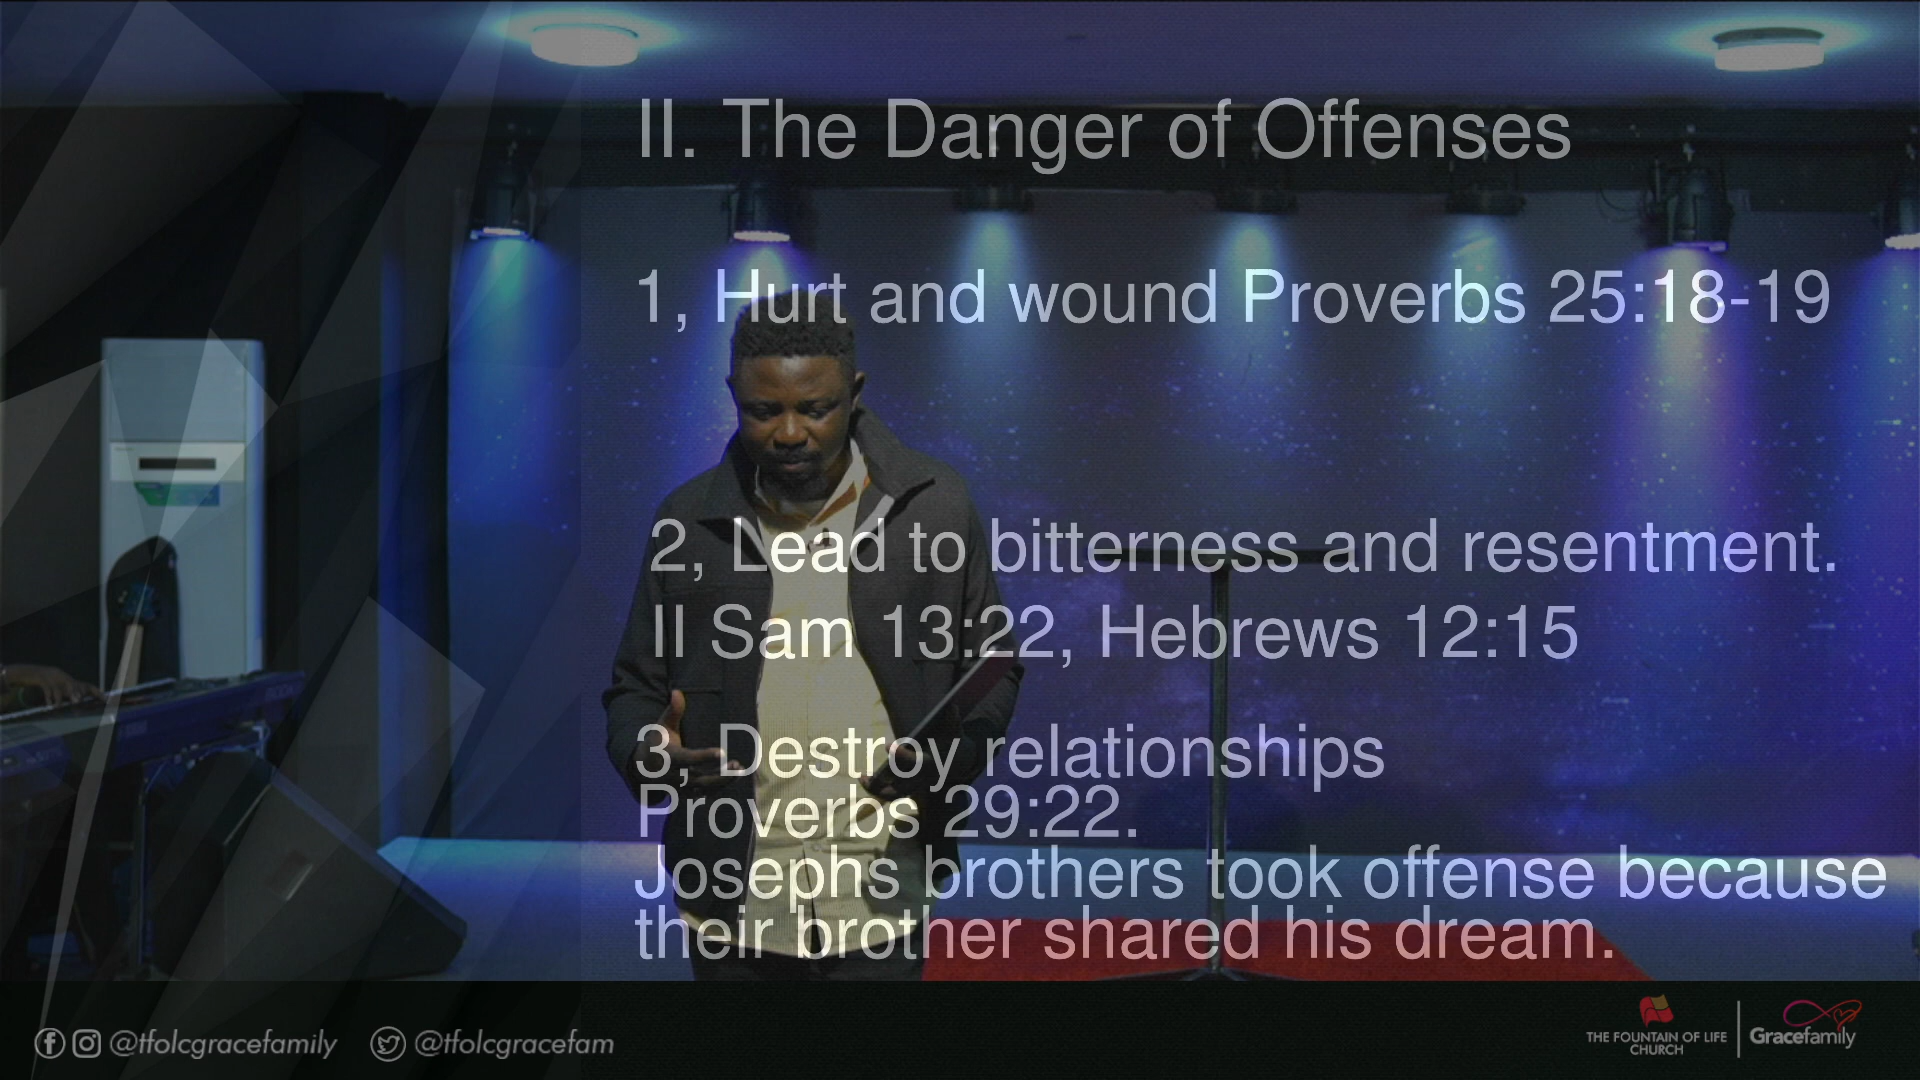 II. The Danger of Offenses
1, Hurt and wound Proverbs 25:18-19
2, Lead to bitterness and resentment.
II Sam 13:22, Hebrews 12:15
3, Destroy relationships
Proverbs 29:22.
Josephs brothers took offense because
their brother shared his dream.
@tfolcgracefamily @tfolcgracefam
THE FOUNTAIN OF LIFE
CHURCH
Gracefamily